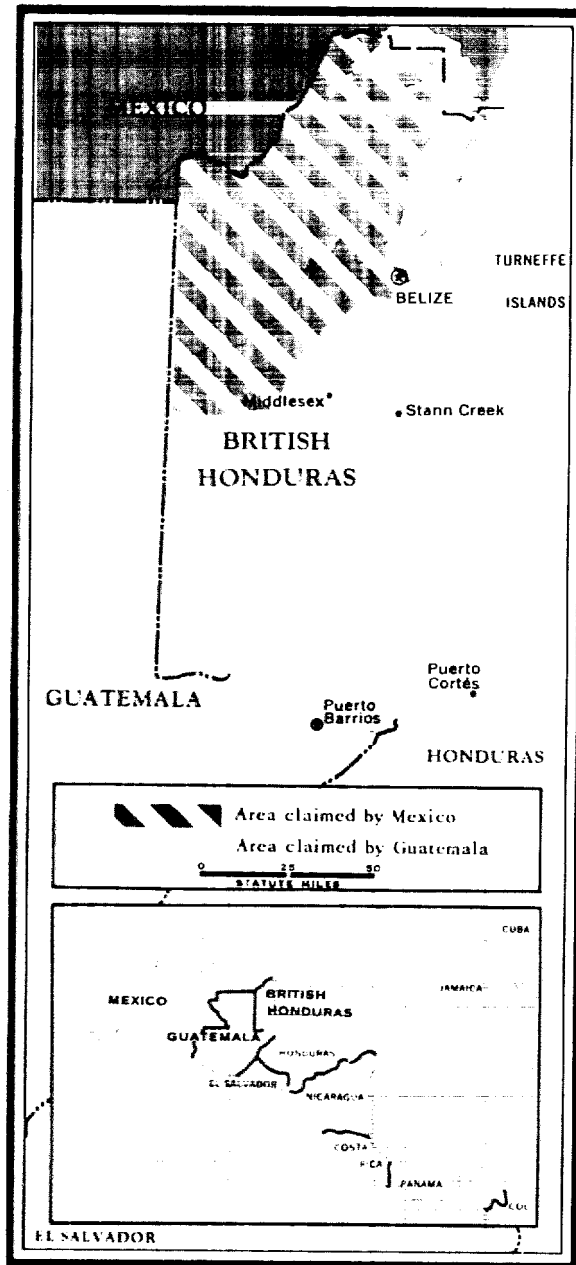 MEXICO
TURNEFFE
ISLANDS
BELIZE
Middlesex
Stann Creek
BRITISH
HONDURAS
GUATEMALA
Puerto
Cortés
Puerto
Barrios
HONDURAS
Area claimed by Mexico
Area claimed by Guatemala
0 25 50
STATUTE MILES
CUBA
MEXICO
BRITISH
HONDURAS
JAMAICA
GUATEMALA
HONDURAS
EL SALVADOR
NICARAGUA
COSTA
RICA
PANAMA
COL
EL SALVADOR